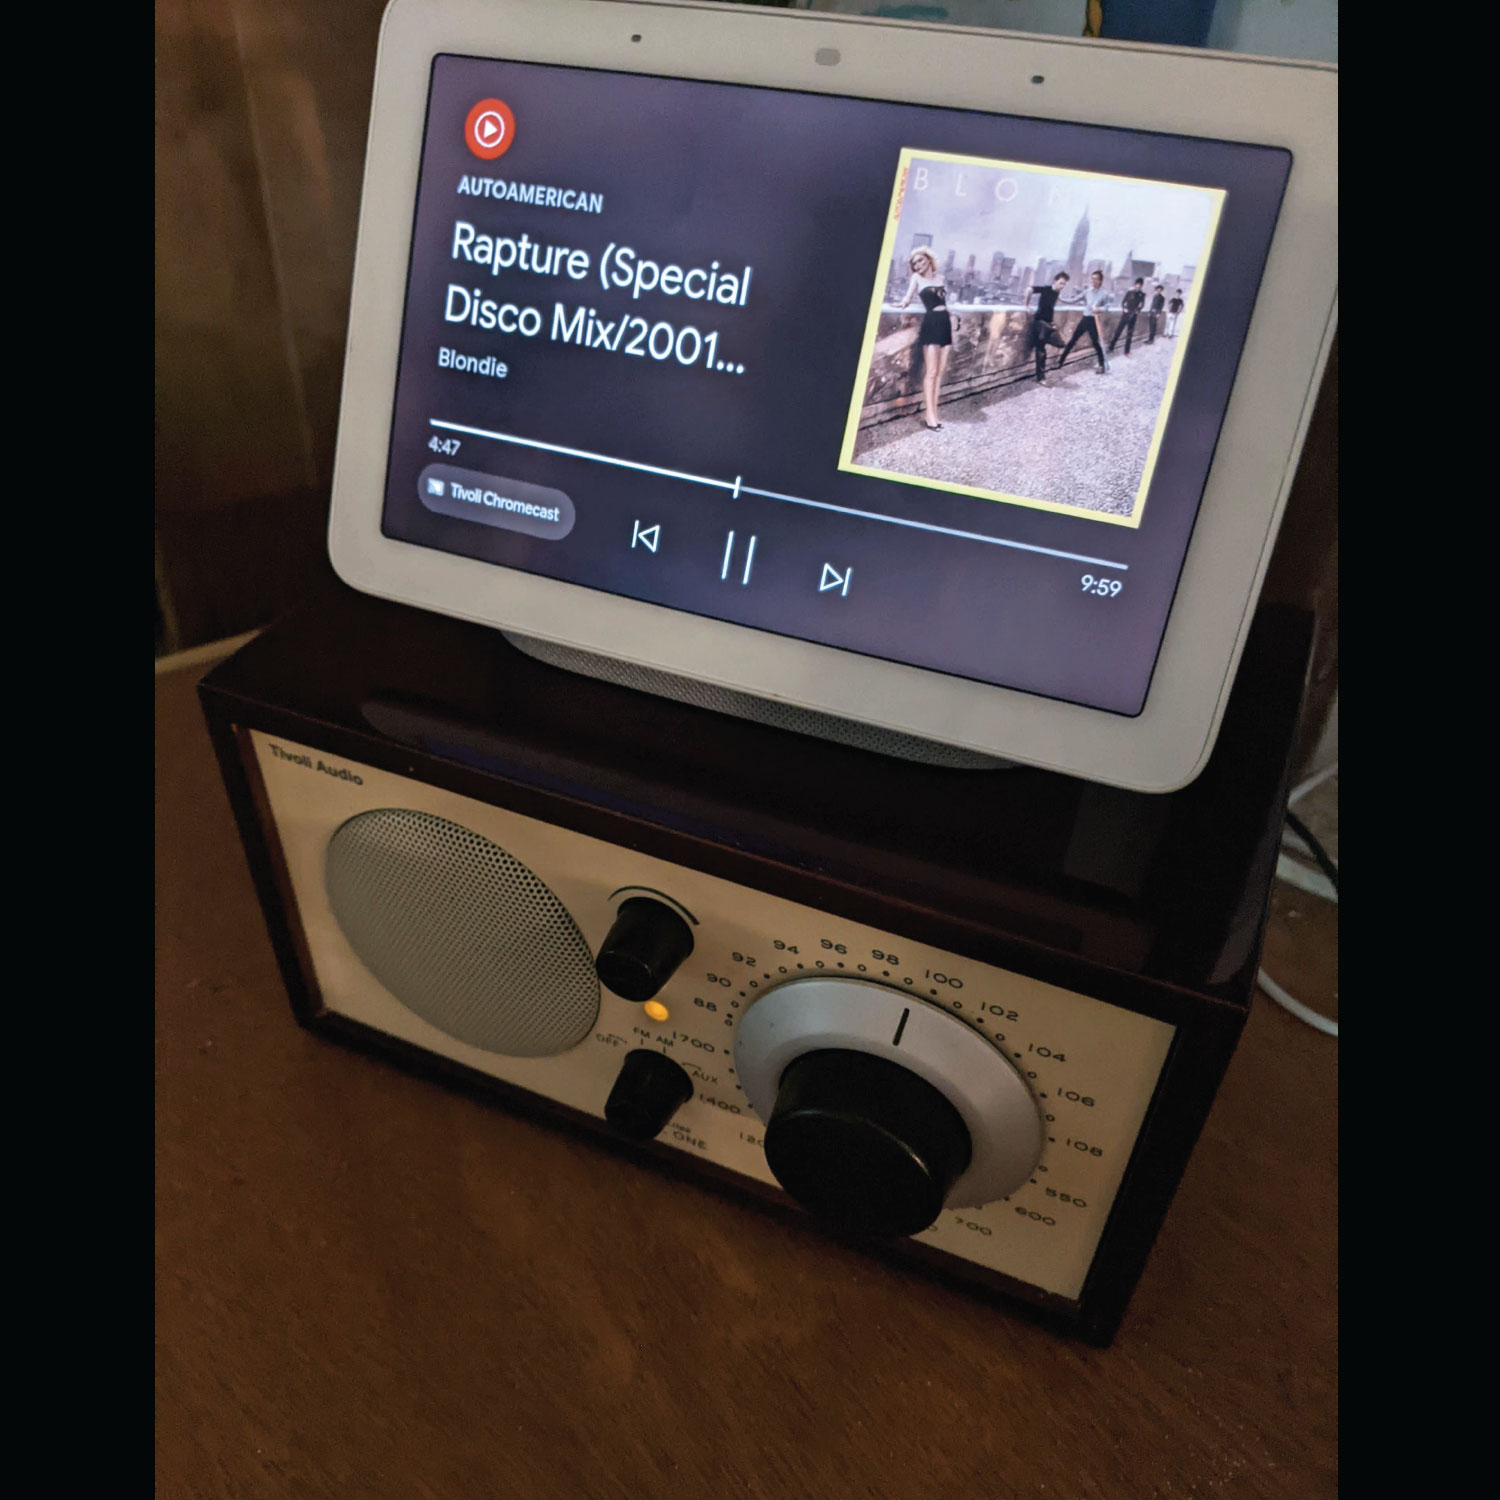 AUTOAMERICAN
Rapture (Special
Disco Mix/2001...
Blondie
BLON
4:47
9:59
Tivoli Chromecast
Tivoli Audio
88 90 92 94 96 98 100 102 104 106 108
OFF FM AM AUX
1700
1400
550
600
700
ONE